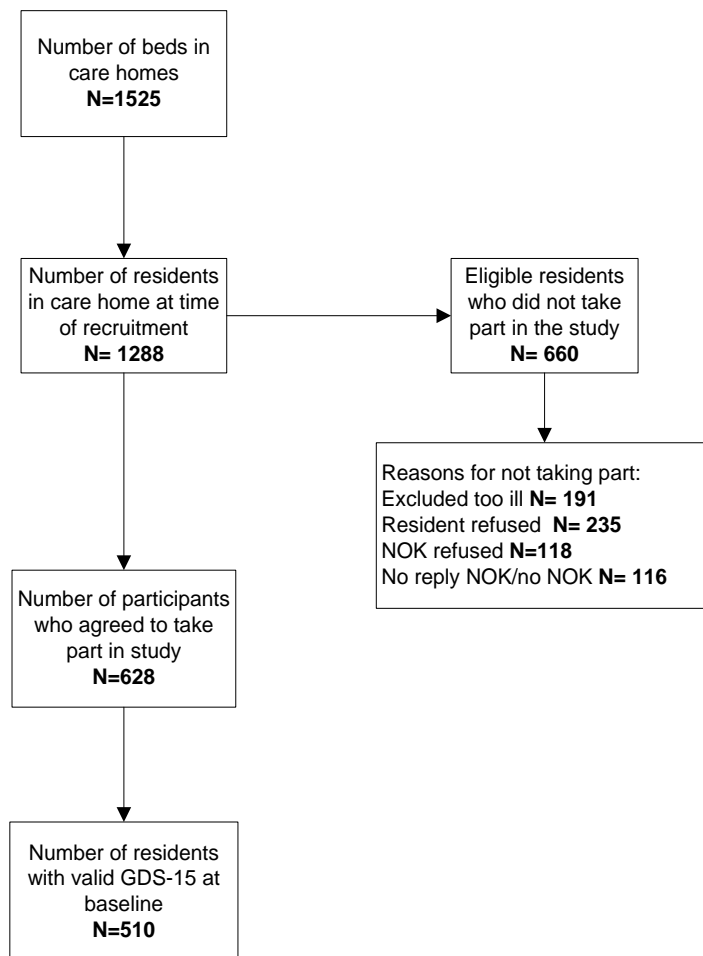 Number of beds in
care homes
N=1525
Number of residents
in care home at time
of recruitment
N= 1288
Eligible residents
who did not take
part in the study
N= 660
Reasons for not taking part:
Excluded too ill N= 191
Resident refused N= 235
NOK refused N=118
No reply NOK/no NOK N= 116
Number of participants
who agreed to take
part in study
N=628
Number of residents
with valid GDS-15 at
baseline
N=510